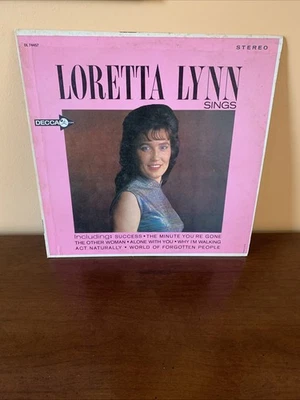 STEREO
LORETTA LYNN
SINGS
DECCA
Including: SUCCESS • THE MINUTE YOU'RE GONE
THE OTHER WOMAN • ALONE WITH YOU • WHY I'M WALKING
ACT NATURALLY • WORLD OF FORGOTTEN PEOPLE